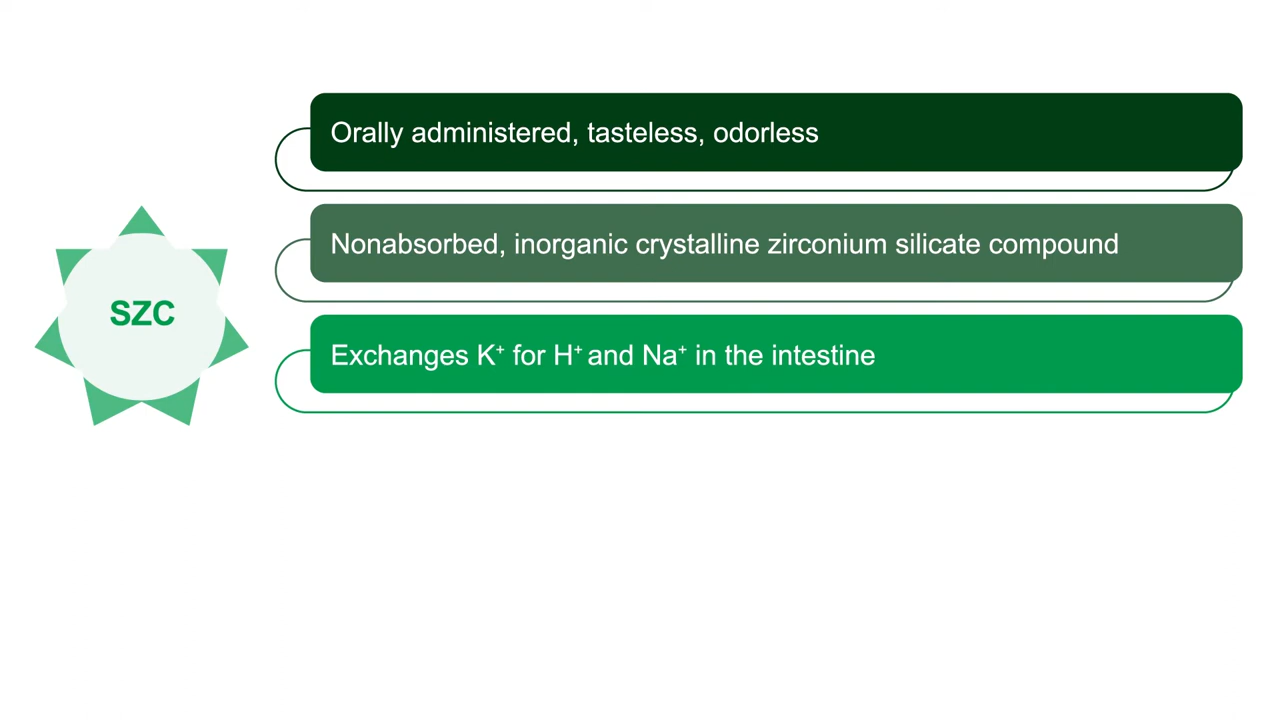 Orally administered, tasteless, odorless
Nonabsorbed, inorganic crystalline zirconium silicate compound
SZC
Exchanges K⁺ for H⁺ and Na⁺ in the intestine